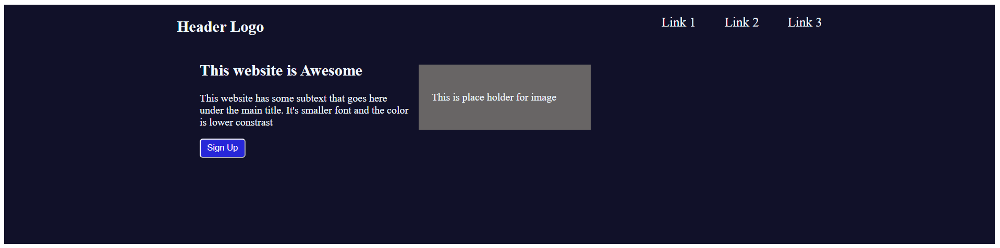 Header Logo
Link 1
Link 2
Link 3
This website is Awesome
This website has some subtext that goes here
under the main title. It's smaller font and the color
is lower constrast
Sign Up
This is place holder for image